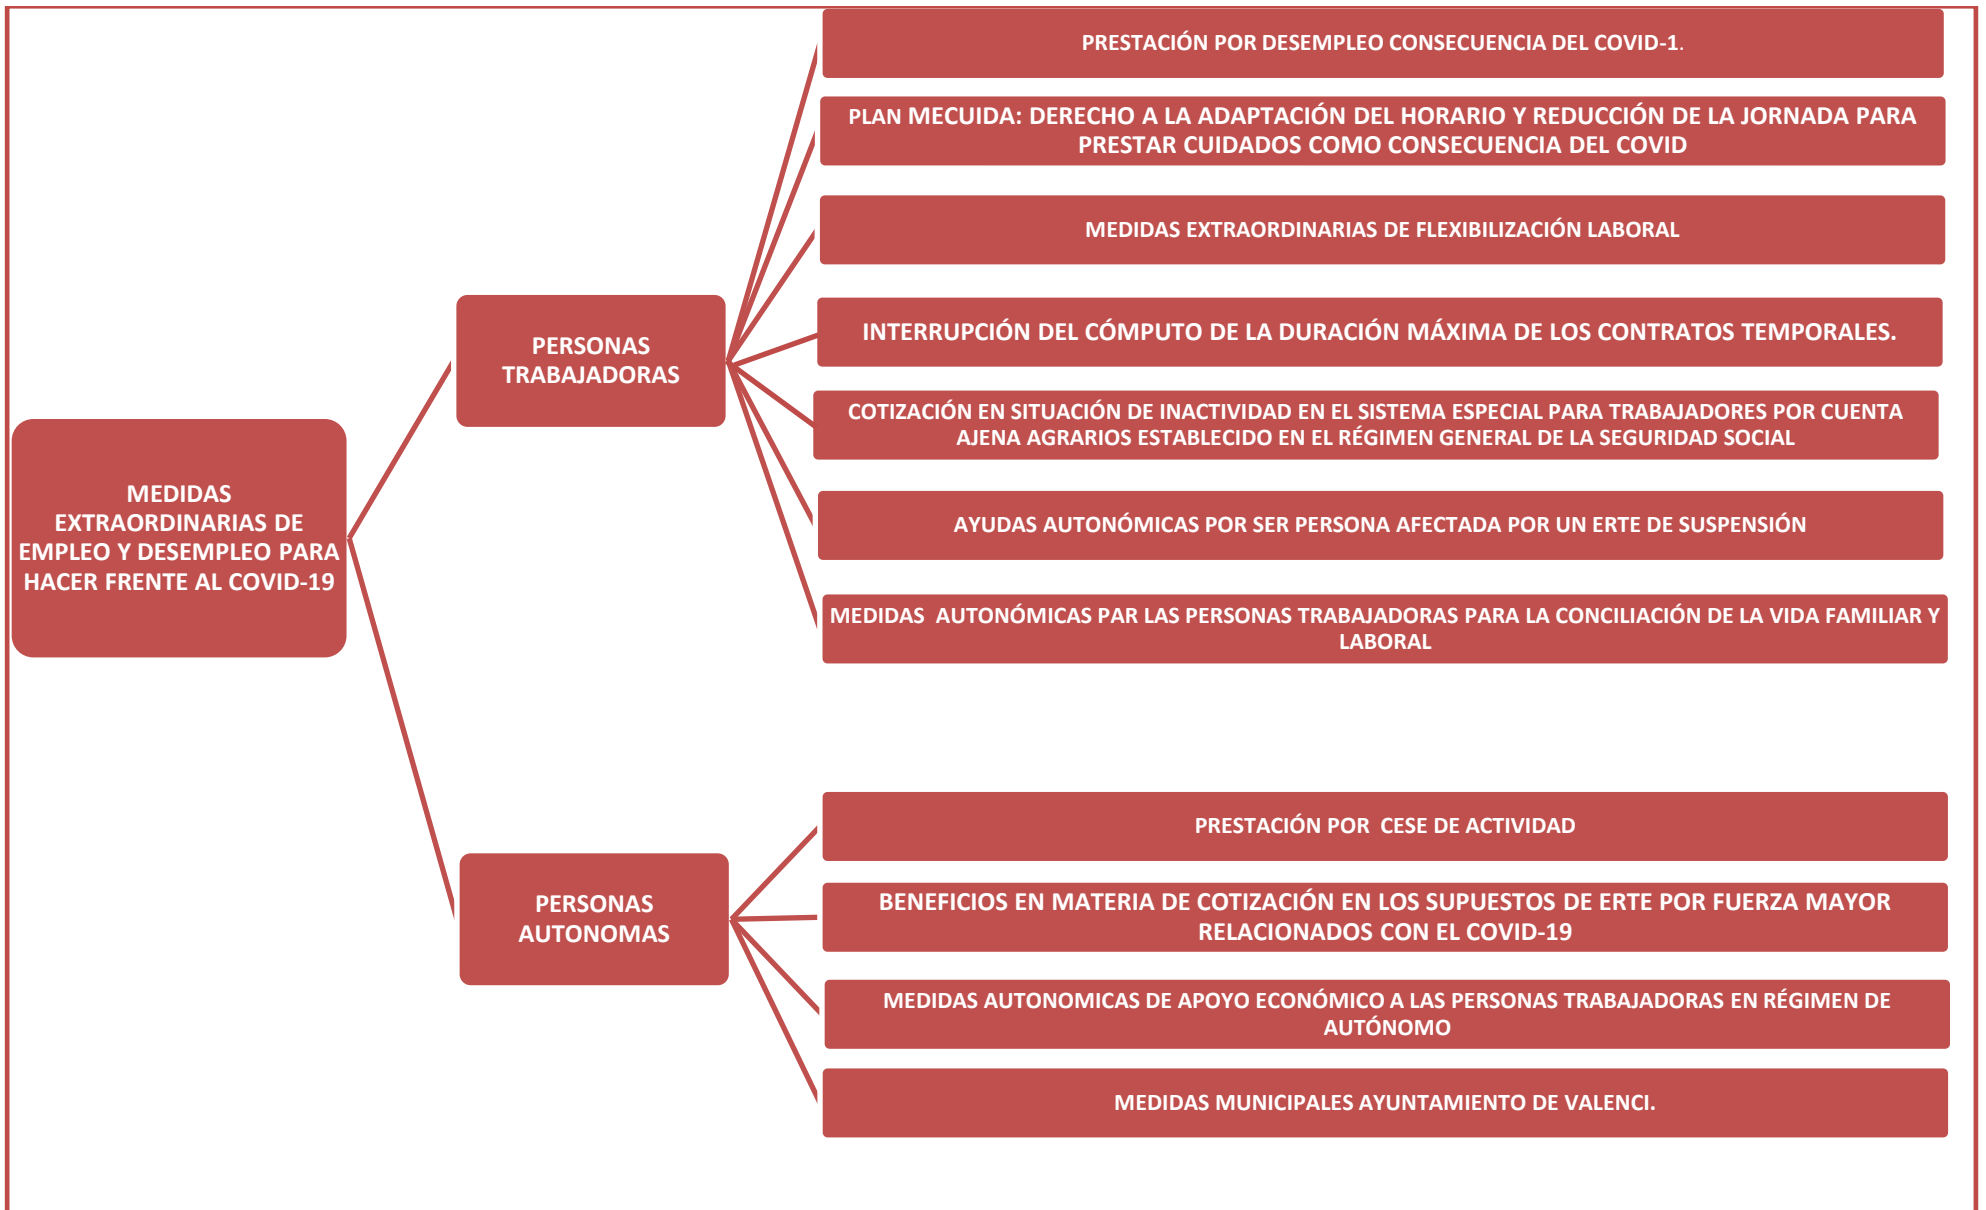 MEDIDAS
EXTRAORDINARIAS DE
EMPLEO Y DESEMPLEO PARA
HACER FRENTE AL COVID-19
PERSONAS
TRABAJADORAS
PRESTACIÓN POR DESEMPLEO CONSECUENCIA DEL COVID-1.
PLAN MECUIDA: DERECHO A LA ADAPTACIÓN DEL HORARIO Y REDUCCIÓN DE LA JORNADA PARA
PRESTAR CUIDADOS COMO CONSECUENCIA DEL COVID
MEDIDAS EXTRAORDINARIAS DE FLEXIBILIZACIÓN LABORAL
INTERRUPCIÓN DEL CÓMPUTO DE LA DURACIÓN MÁXIMA DE LOS CONTRATOS TEMPORALES.
COTIZACIÓN EN SITUACIÓN DE INACTIVIDAD EN EL SISTEMA ESPECIAL PARA TRABAJADORES POR CUENTA
AJENA AGRARIOS ESTABLECIDO EN EL RÉGIMEN GENERAL DE LA SEGURIDAD SOCIAL
AYUDAS AUTONÓMICAS POR SER PERSONA AFECTADA POR UN ERTE DE SUSPENSIÓN
MEDIDAS AUTONÓMICAS PAR LAS PERSONAS TRABAJADORAS PARA LA CONCILIACIÓN DE LA VIDA FAMILIAR Y
LABORAL
PERSONAS
AUTONOMAS
PRESTACIÓN POR CESE DE ACTIVIDAD
BENEFICIOS EN MATERIA DE COTIZACIÓN EN LOS SUPUESTOS DE ERTE POR FUERZA MAYOR
RELACIONADOS CON EL COVID-19
MEDIDAS AUTONOMICAS DE APOYO ECONÓMICO A LAS PERSONAS TRABAJADORAS EN RÉGIMEN DE
AUTÓNOMO
MEDIDAS MUNICIPALES AYUNTAMIENTO DE VALENCI.